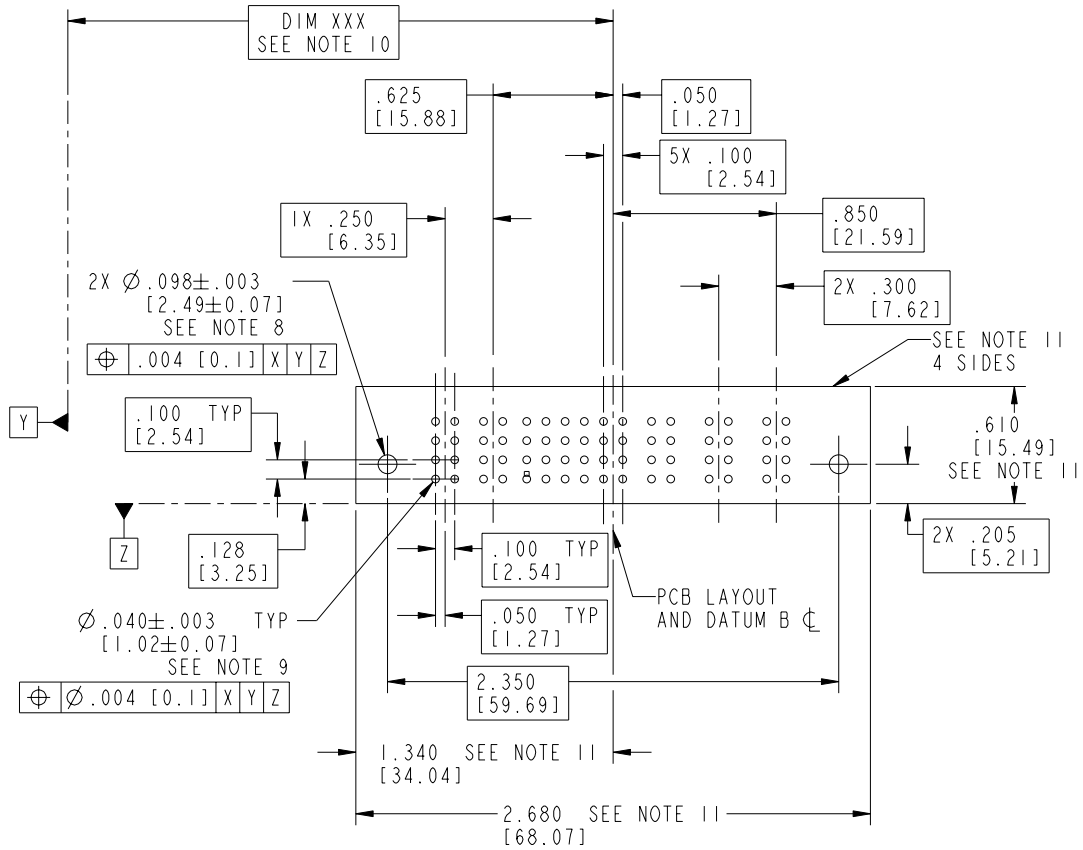 DIM XXX
SEE NOTE 10
.625
[15.88]
.050
[1.27]
5X .100
[2.54]
1X .250
[6.35]
.850
[21.59]
2X Ø .098±.003
[2.49±0.07]
SEE NOTE 8
⌖ .004 [0.1] X Y Z
2X .300
[7.62]
SEE NOTE 11
4 SIDES
Y
.100 TYP
[2.54]
.610
[15.49]
SEE NOTE 11
B
Z
.128
[3.25]
.100 TYP
[2.54]
2X .205
[5.21]
Ø.040±.003 TYP
[1.02±0.07]
SEE NOTE 9
⌖ Ø.004 [0.1] X Y Z
.050 TYP
[1.27]
PCB LAYOUT
AND DATUM B ℄
2.350
[59.69]
1.340 SEE NOTE 11
[34.04]
2.680 SEE NOTE 11
[68.07]